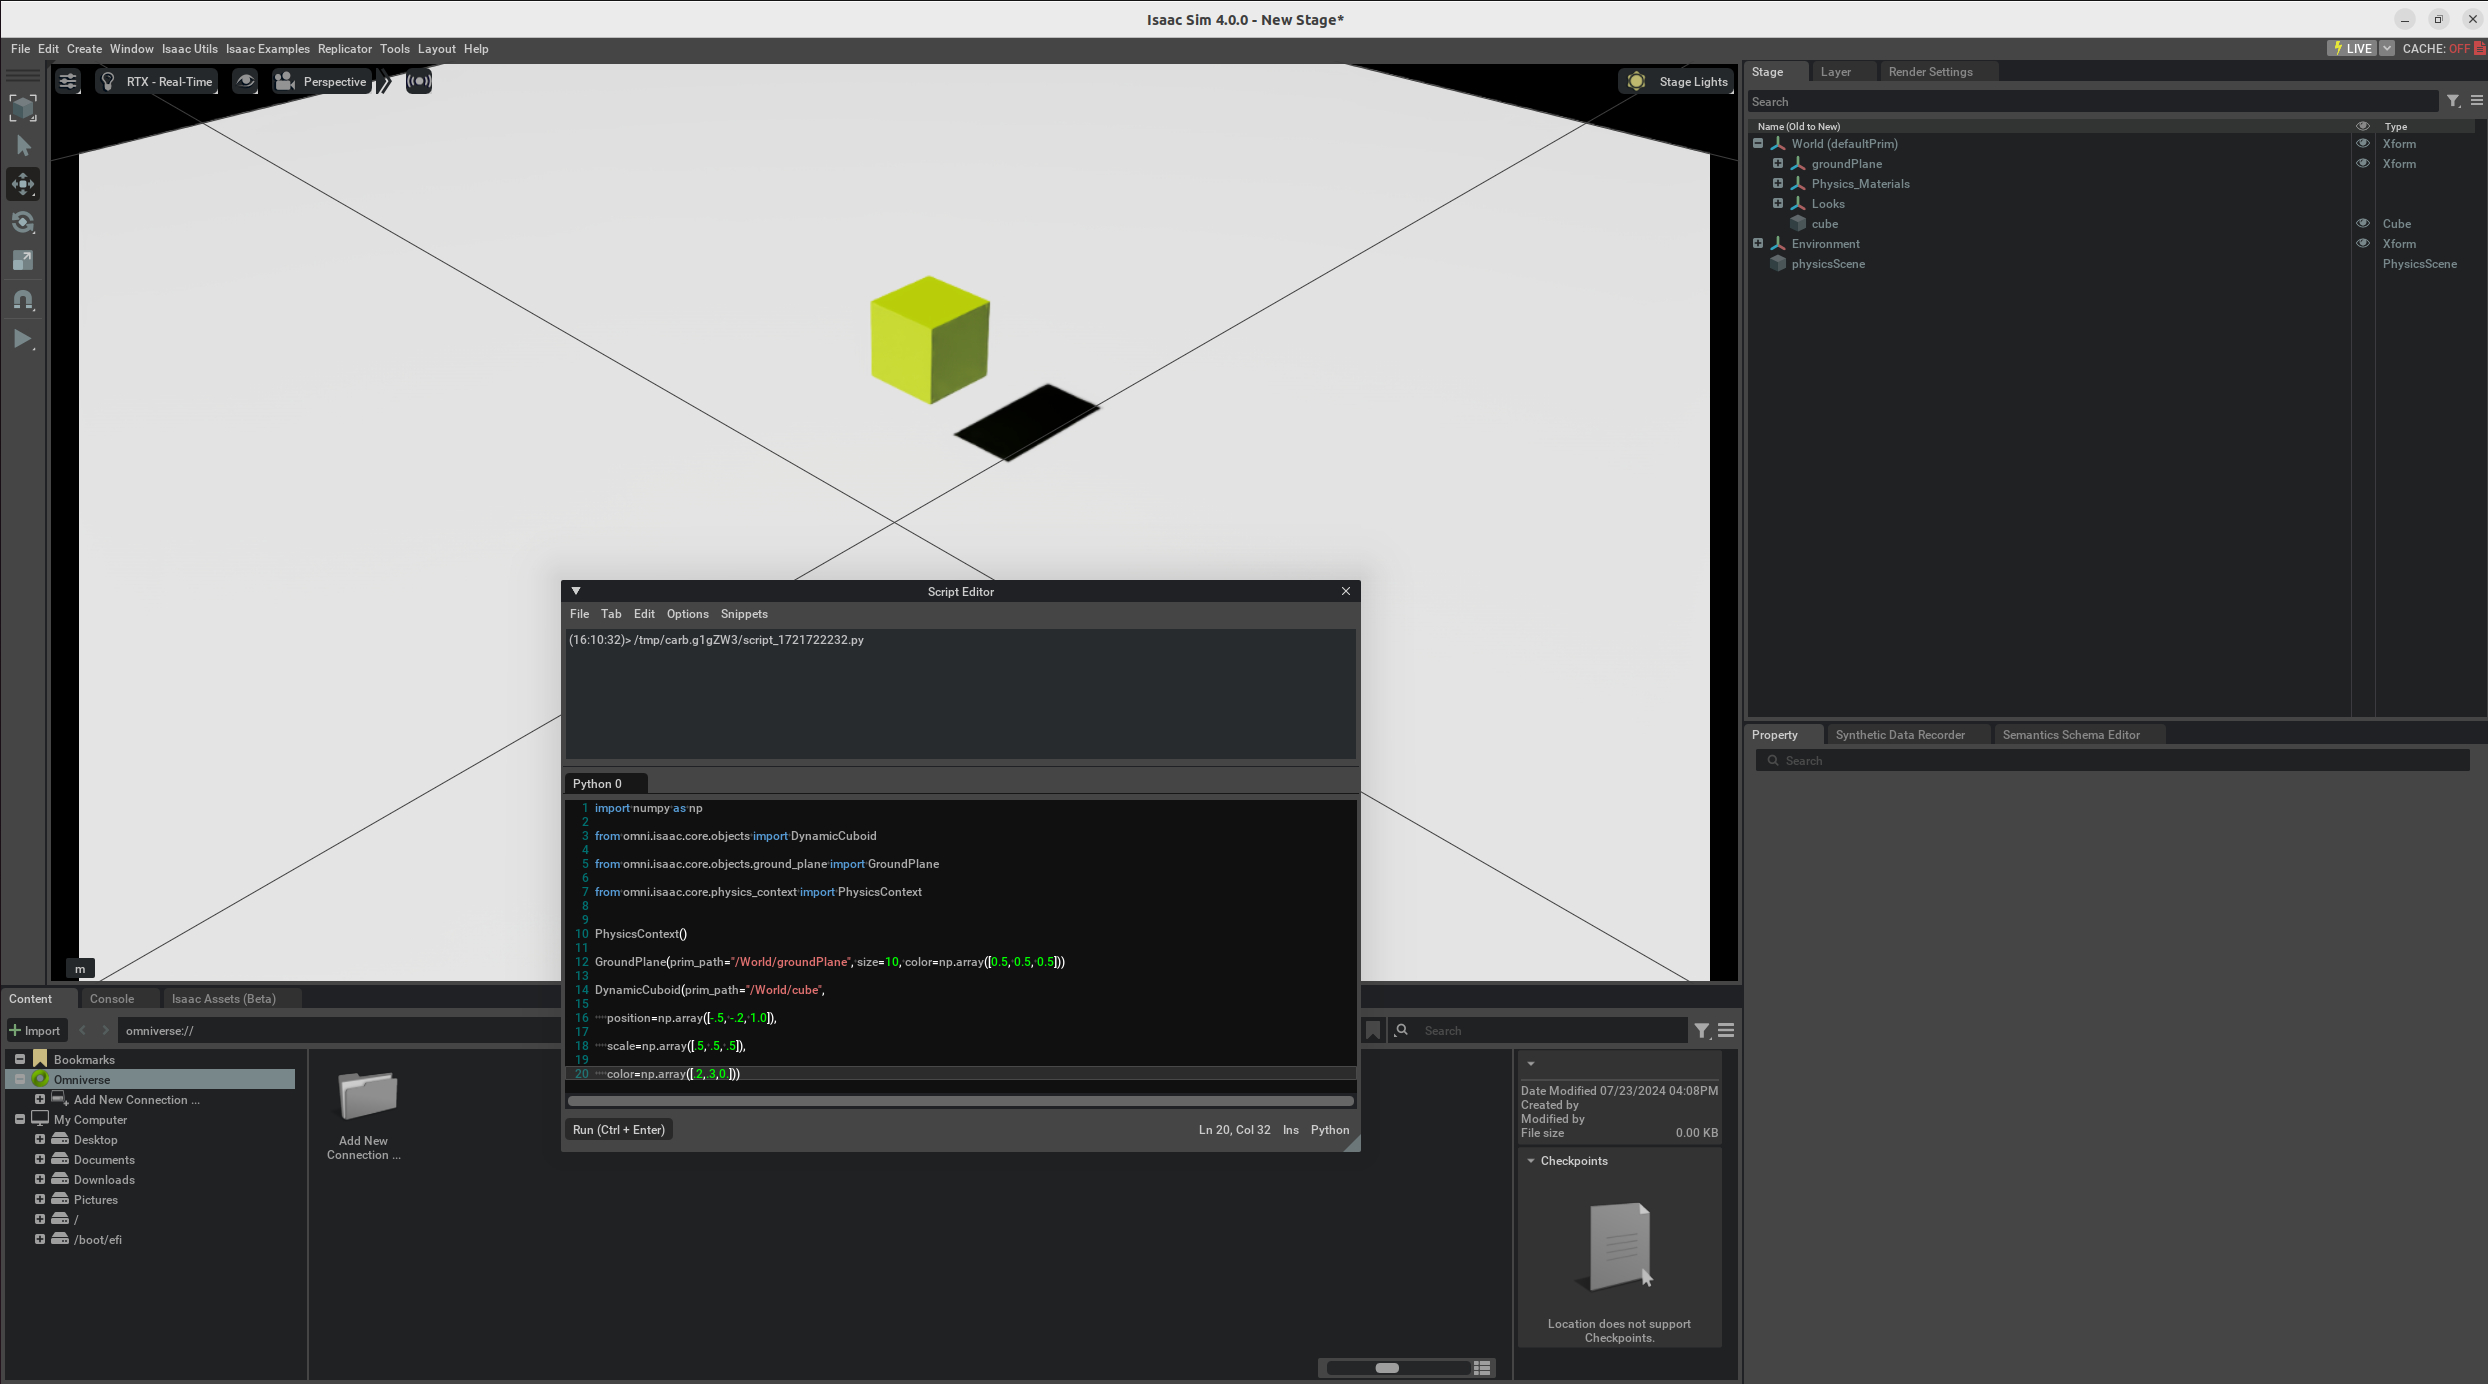 Isaac Sim 4.0.0 - New Stage*
File Edit Create Window Isaac Utils Isaac Examples Replicator Tools Layout Help
LIVE CACHE: OFF
RTX - Real-Time Perspective Stage Lights
Stage Layer Render Settings
Search
Name (Old to New) Type
World (defaultPrim) Xform
groundPlane Xform
Physics_Materials
Looks
cube Cube
Environment Xform
physicsScene PhysicsScene
Script Editor
File Tab Edit Options Snippets
(16:10:32)> /tmp/carb.g1gZW3/script_1721722232.py
Python 0
1 import numpy as np
2
3 from omni.isaac.core.objects import DynamicCuboid
4
5 from omni.isaac.core.objects.ground_plane import GroundPlane
6
7 from omni.isaac.core.physics_context import PhysicsContext
8
9
10 PhysicsContext()
11
12 GroundPlane(prim_path="/World/groundPlane", size=10, color=np.array([0.5, 0.5, 0.5]))
13
14 DynamicCuboid(prim_path="/World/cube",
15
16 position=np.array([-.5, -.2, 1.0]),
17
18 scale=np.array([.5, .5, .5]),
19
20 color=np.array([.2,.3,0.]))
Run (Ctrl + Enter) Ln 20, Col 32 Ins Python
m
Property Synthetic Data Recorder Semantics Schema Editor
Search
Content Console Isaac Assets (Beta)
+ Import omniverse:// Search
Bookmarks
Omniverse
Add New Connection ...
My Computer
Desktop
Documents
Downloads
Pictures
/
/boot/efi
Add New
Connection ...
Date Modified 07/23/2024 04:08PM
Created by
Modified by
File size 0.00 KB
Checkpoints
Location does not support
Checkpoints.